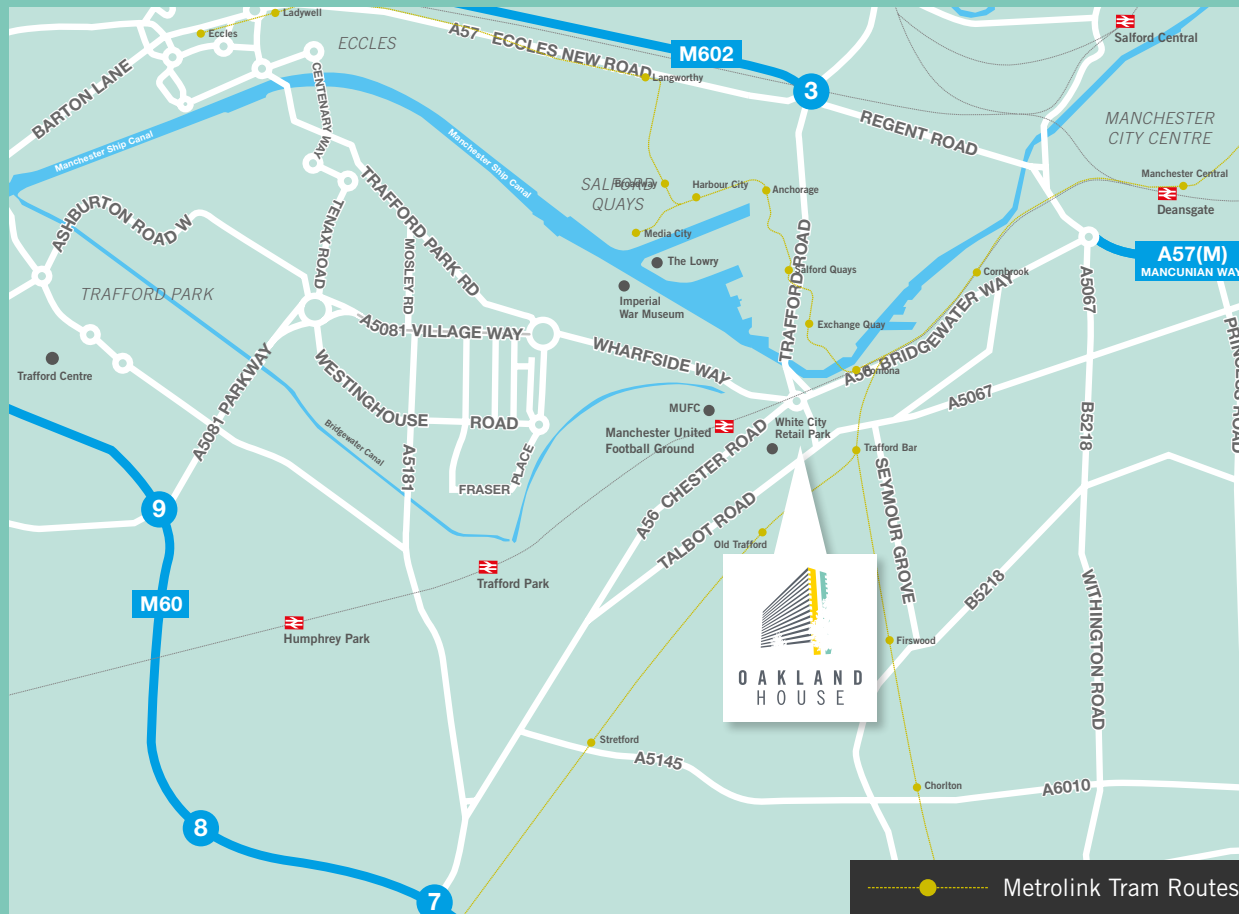 Ladywell
Eccles
ECCLES
A57 ECCLES NEW ROAD
M602
Salford Central
Langworthy
3
BARTON LANE
CENTENARY WAY
REGENT ROAD
MANCHESTER
CITY CENTRE
Manchester Ship Canal
Manchester Ship Canal
Manchester Central
Deansgate
SALFORD
QUAYS
Broadway
Harbour City
Anchorage
TRAFFORD PARK RD
ASHBURTON ROAD W
TENAX ROAD
MOSLEY RD
Media City
The Lowry
TRAFFORD ROAD
Salford Quays
Cornbrook
A57(M)
MANCUNIAN WAY
A5067
TRAFFORD PARK
Imperial
War Museum
Exchange Quay
A5081 VILLAGE WAY
WHARFSIDE WAY
A56 BRIDGEWATER WAY
Pomona
PRINCESS ROAD
Trafford Centre
A5081 PARKWAY
WESTINGHOUSE
ROAD
MUFC
Manchester United
Football Ground
White City
Retail Park
A5067
B5218
Bridgewater Canal
A5181
FRASER
PLACE
A56 CHESTER ROAD
TALBOT ROAD
Trafford Bar
SEYMOUR GROVE
9
Old Trafford
Trafford Park
M60
Humphrey Park
B5218
WITHINGTON ROAD
Firswood
OAKLAND
HOUSE
Stretford
A5145
Chorlton
A6010
8
7
Metrolink Tram Routes